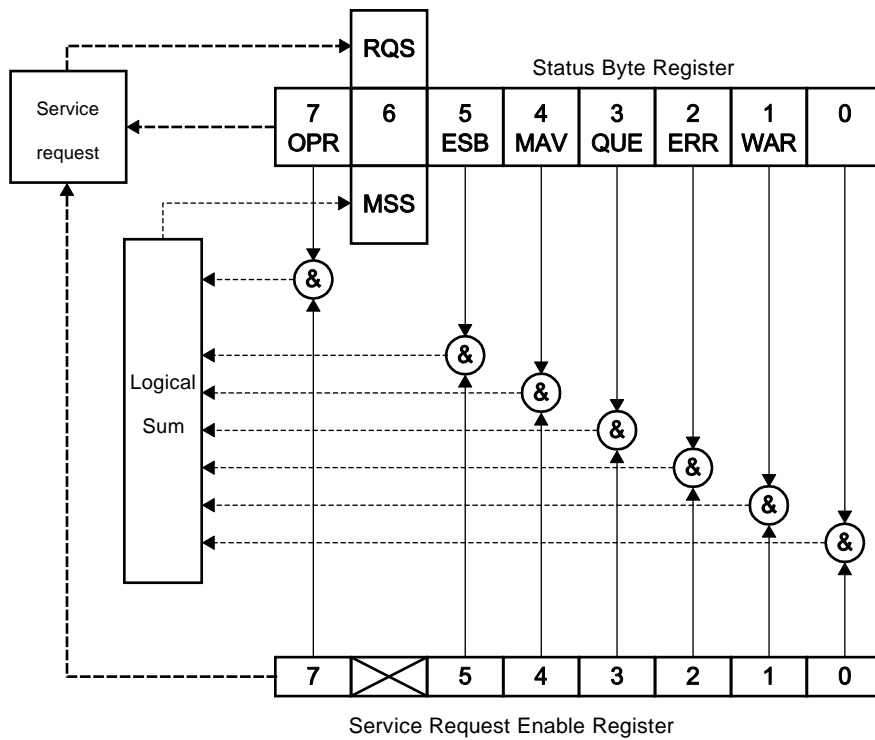 RQS
Status Byte Register
Service
request
7 6 5 4 3 2 1 0
OPR ESB MAV QUE ERR WAR
MSS
&
&
Logical
Sum
&
&
&
&
&
7 5 4 3 2 1 0
Service Request Enable Register